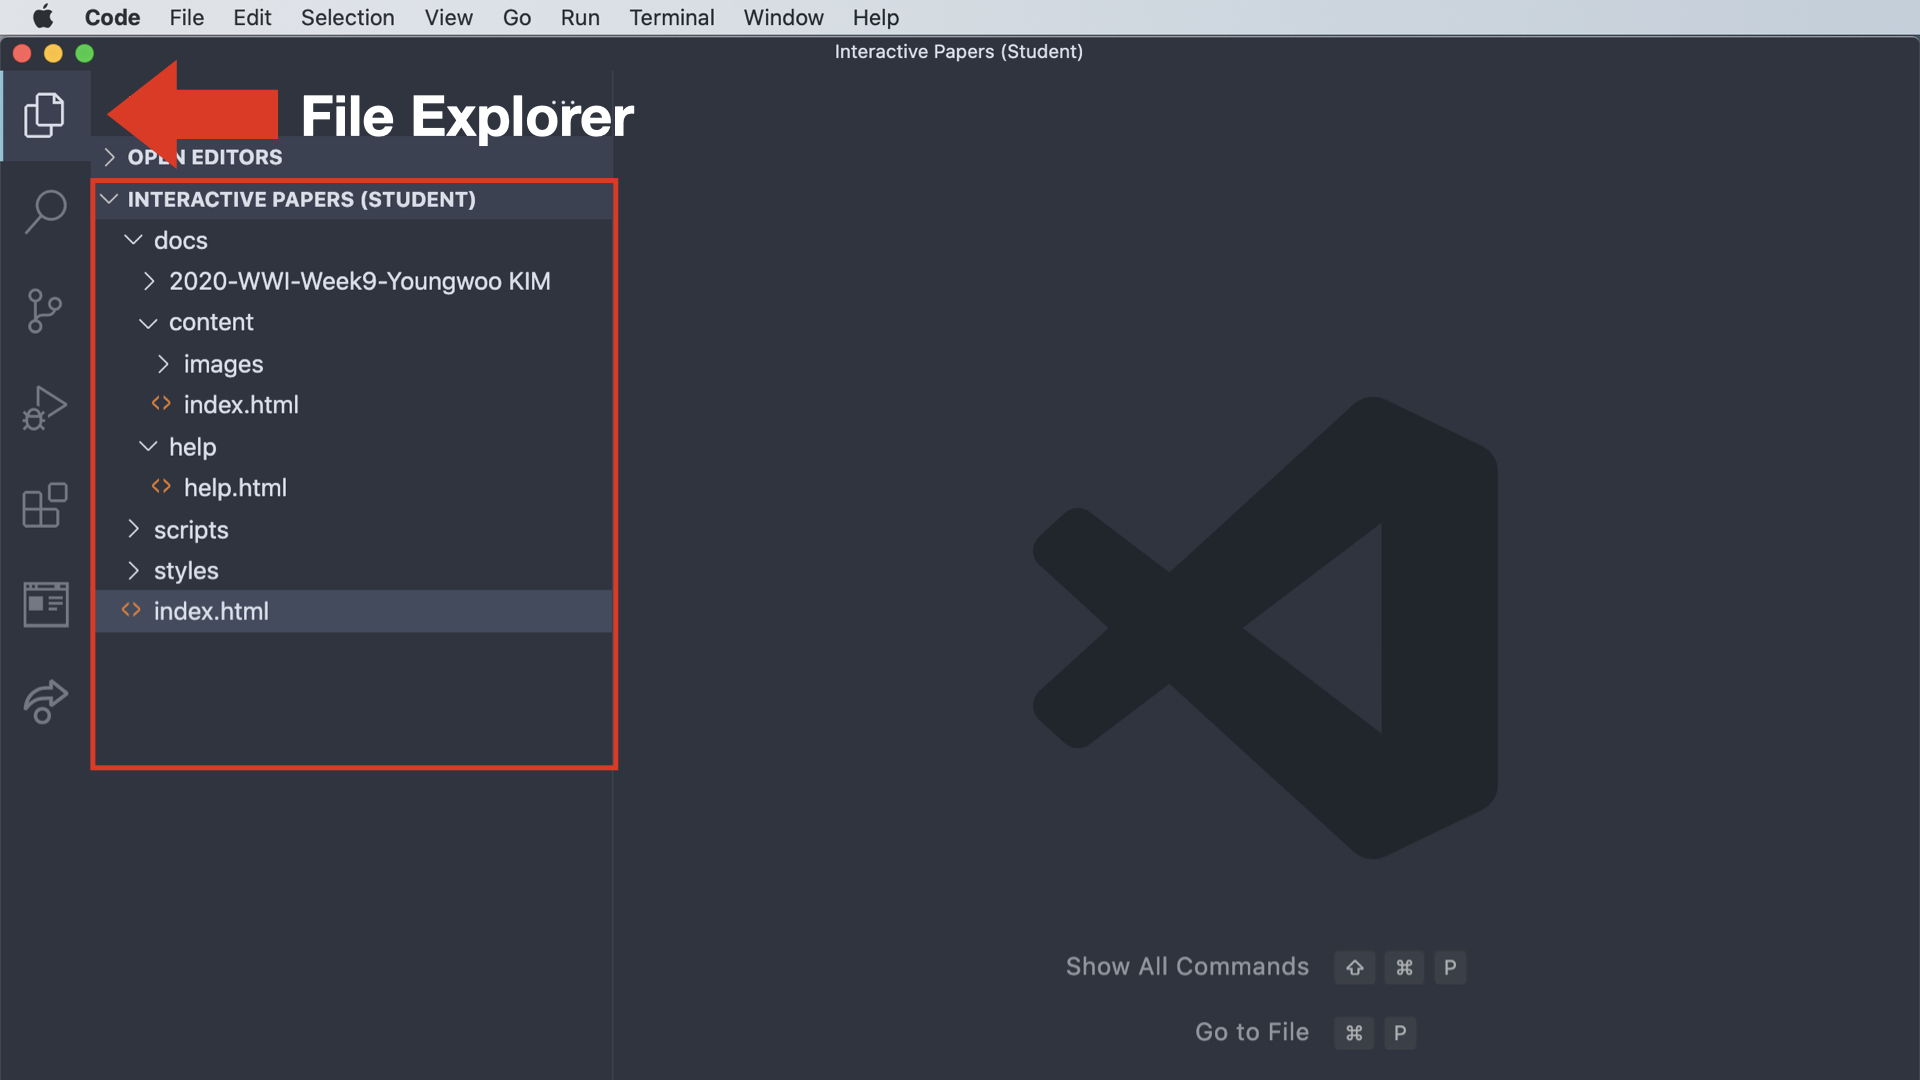 Code File Edit Selection View Go Run Terminal Window Help
Interactive Papers (Student)
File Explorer
OPEN EDITORS
INTERACTIVE PAPERS (STUDENT)
docs
2020-WWI-Week9-Youngwoo KIM
content
images
index.html
help
help.html
scripts
styles
index.html
Show All Commands ⇧ ⌘ P
Go to File ⌘ P